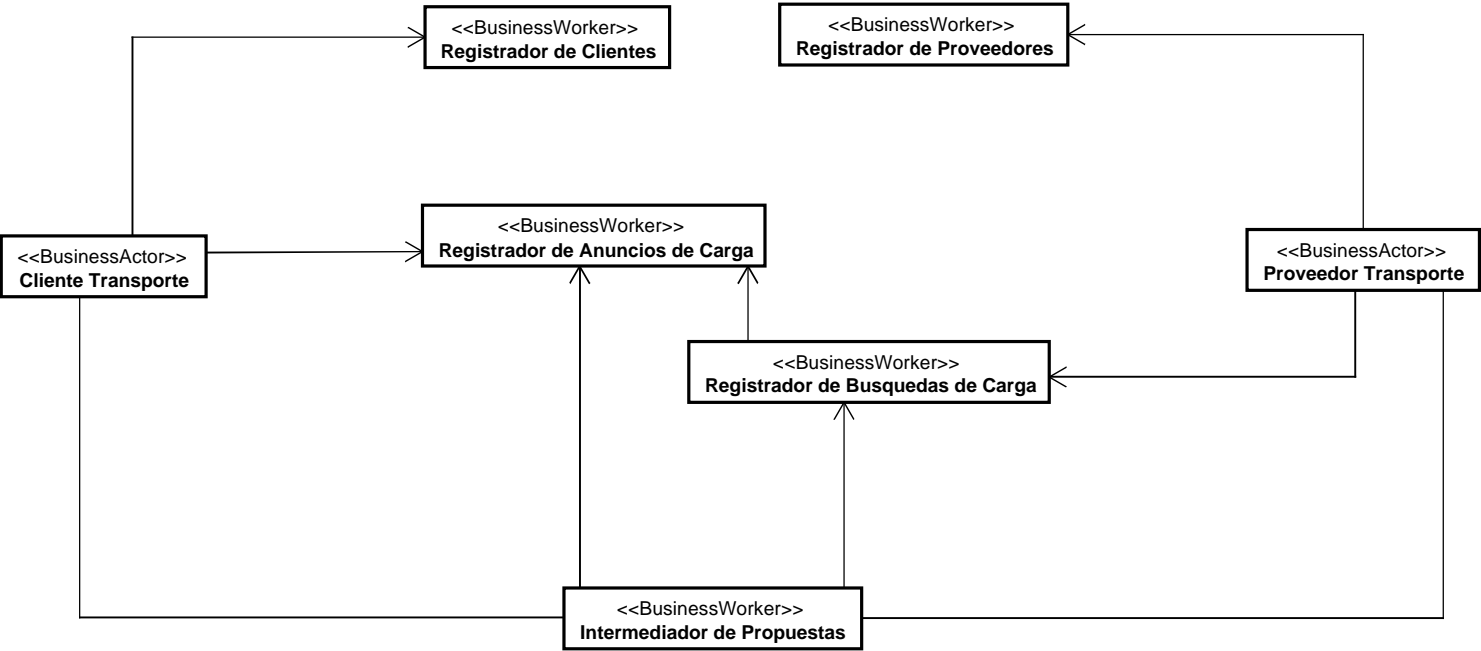 <<BusinessWorker>>
Registrador de Clientes
<<BusinessWorker>>
Registrador de Proveedores
<<BusinessWorker>>
Registrador de Anuncios de Carga
<<BusinessActor>>
Cliente Transporte
<<BusinessActor>>
Proveedor Transporte
<<BusinessWorker>>
Registrador de Busquedas de Carga
<<BusinessWorker>>
Intermediador de Propuestas